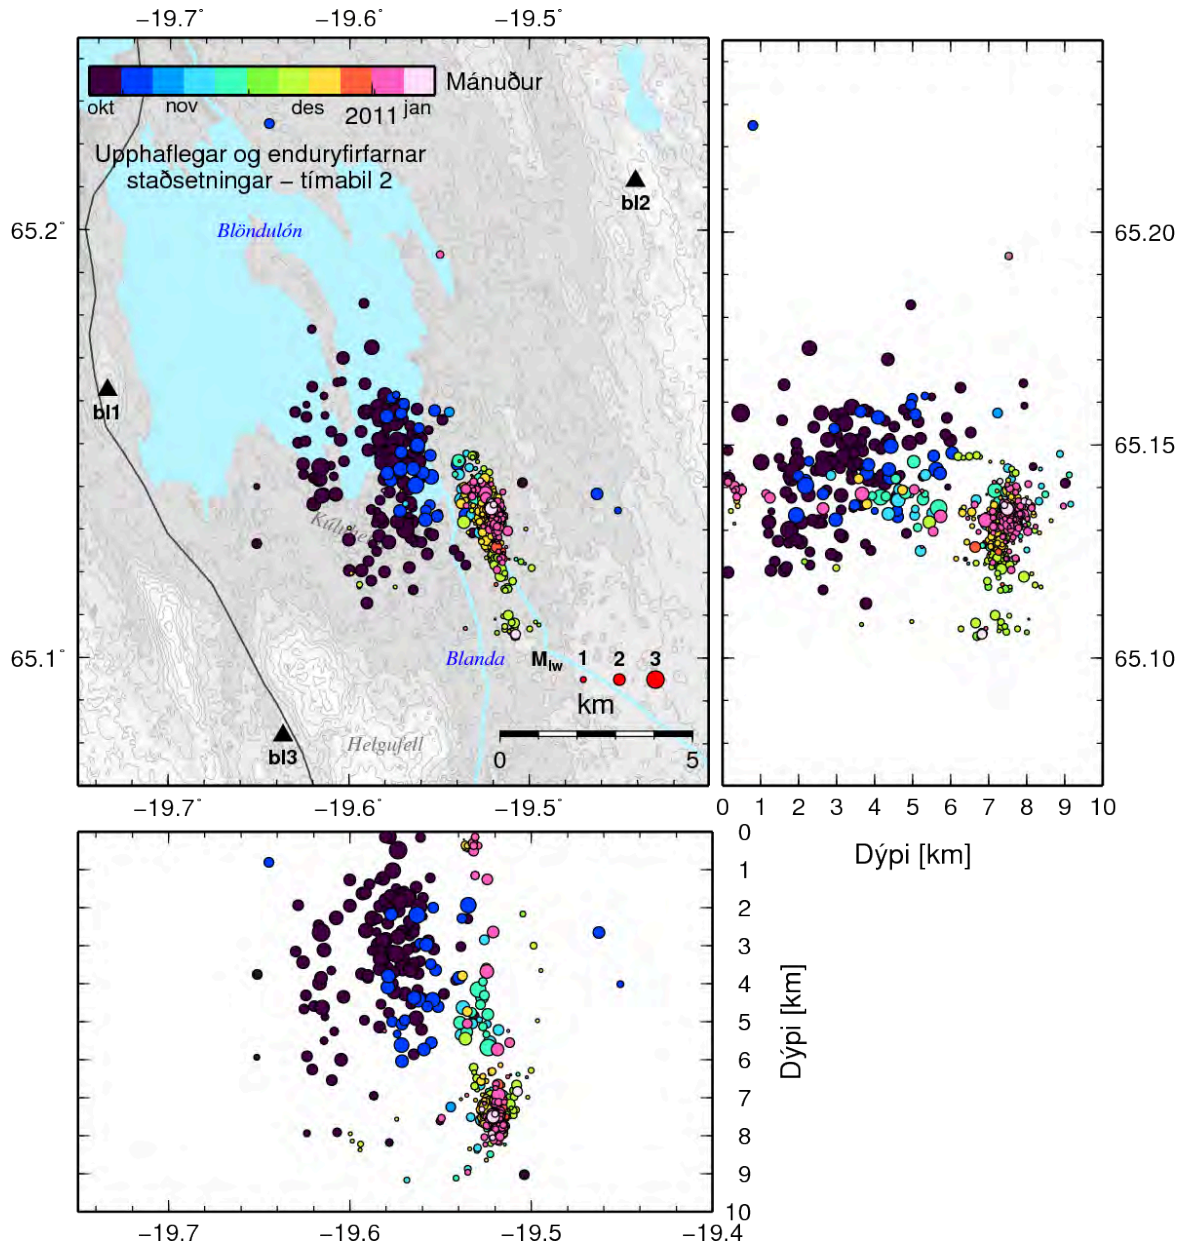 −19.7° −19.6° −19.5°
okt nov des 2011 jan Mánuður
Upphaflegar og enduryfirfarnar
staðsetningar − tímabil 2
bl2
65.2°
Blöndulón
65.20
bl1
65.15
65.1°
Blanda
M_lw 1 2 3
65.10
km
Helgufell
bl3
0 5
−19.7° −19.6° −19.5°
0 1 2 3 4 5 6 7 8 9 10
Dýpi [km]
0
1
2
3
4
5
6
7
8
9
10
Dýpi [km]
−19.7 −19.6 −19.5 −19.4